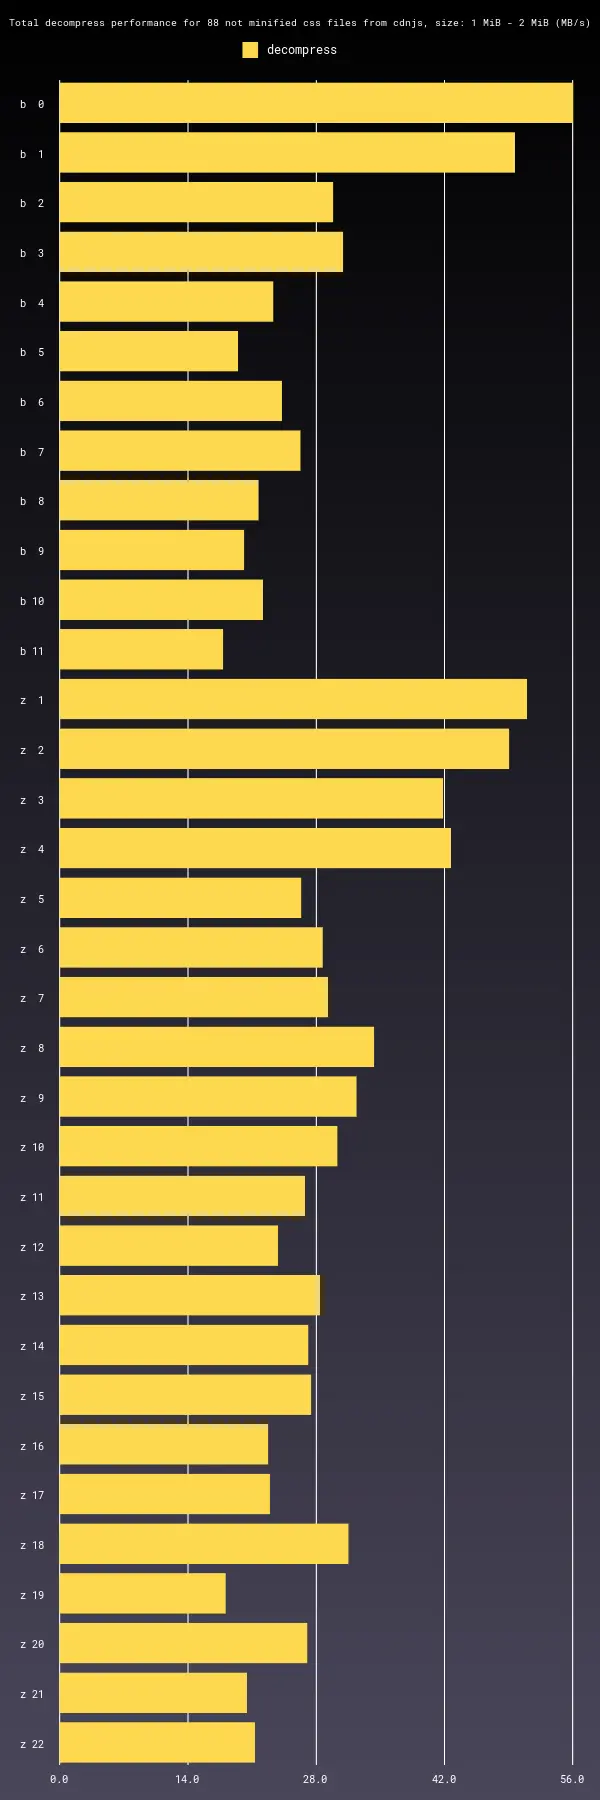 Total decompress performance for 88 not minified css files from cdnjs, size: 1 MiB - 2 MiB (MB/s)
decompress
b  0
b  1
b  2
b  3
b  4
b  5
b  6
b  7
b  8
b  9
b 10
b 11
z  1
z  2
z  3
z  4
z  5
z  6
z  7
z  8
z  9
z 10
z 11
z 12
z 13
z 14
z 15
z 16
z 17
z 18
z 19
z 20
z 21
z 22
0.0 14.0 28.0 42.0 56.0